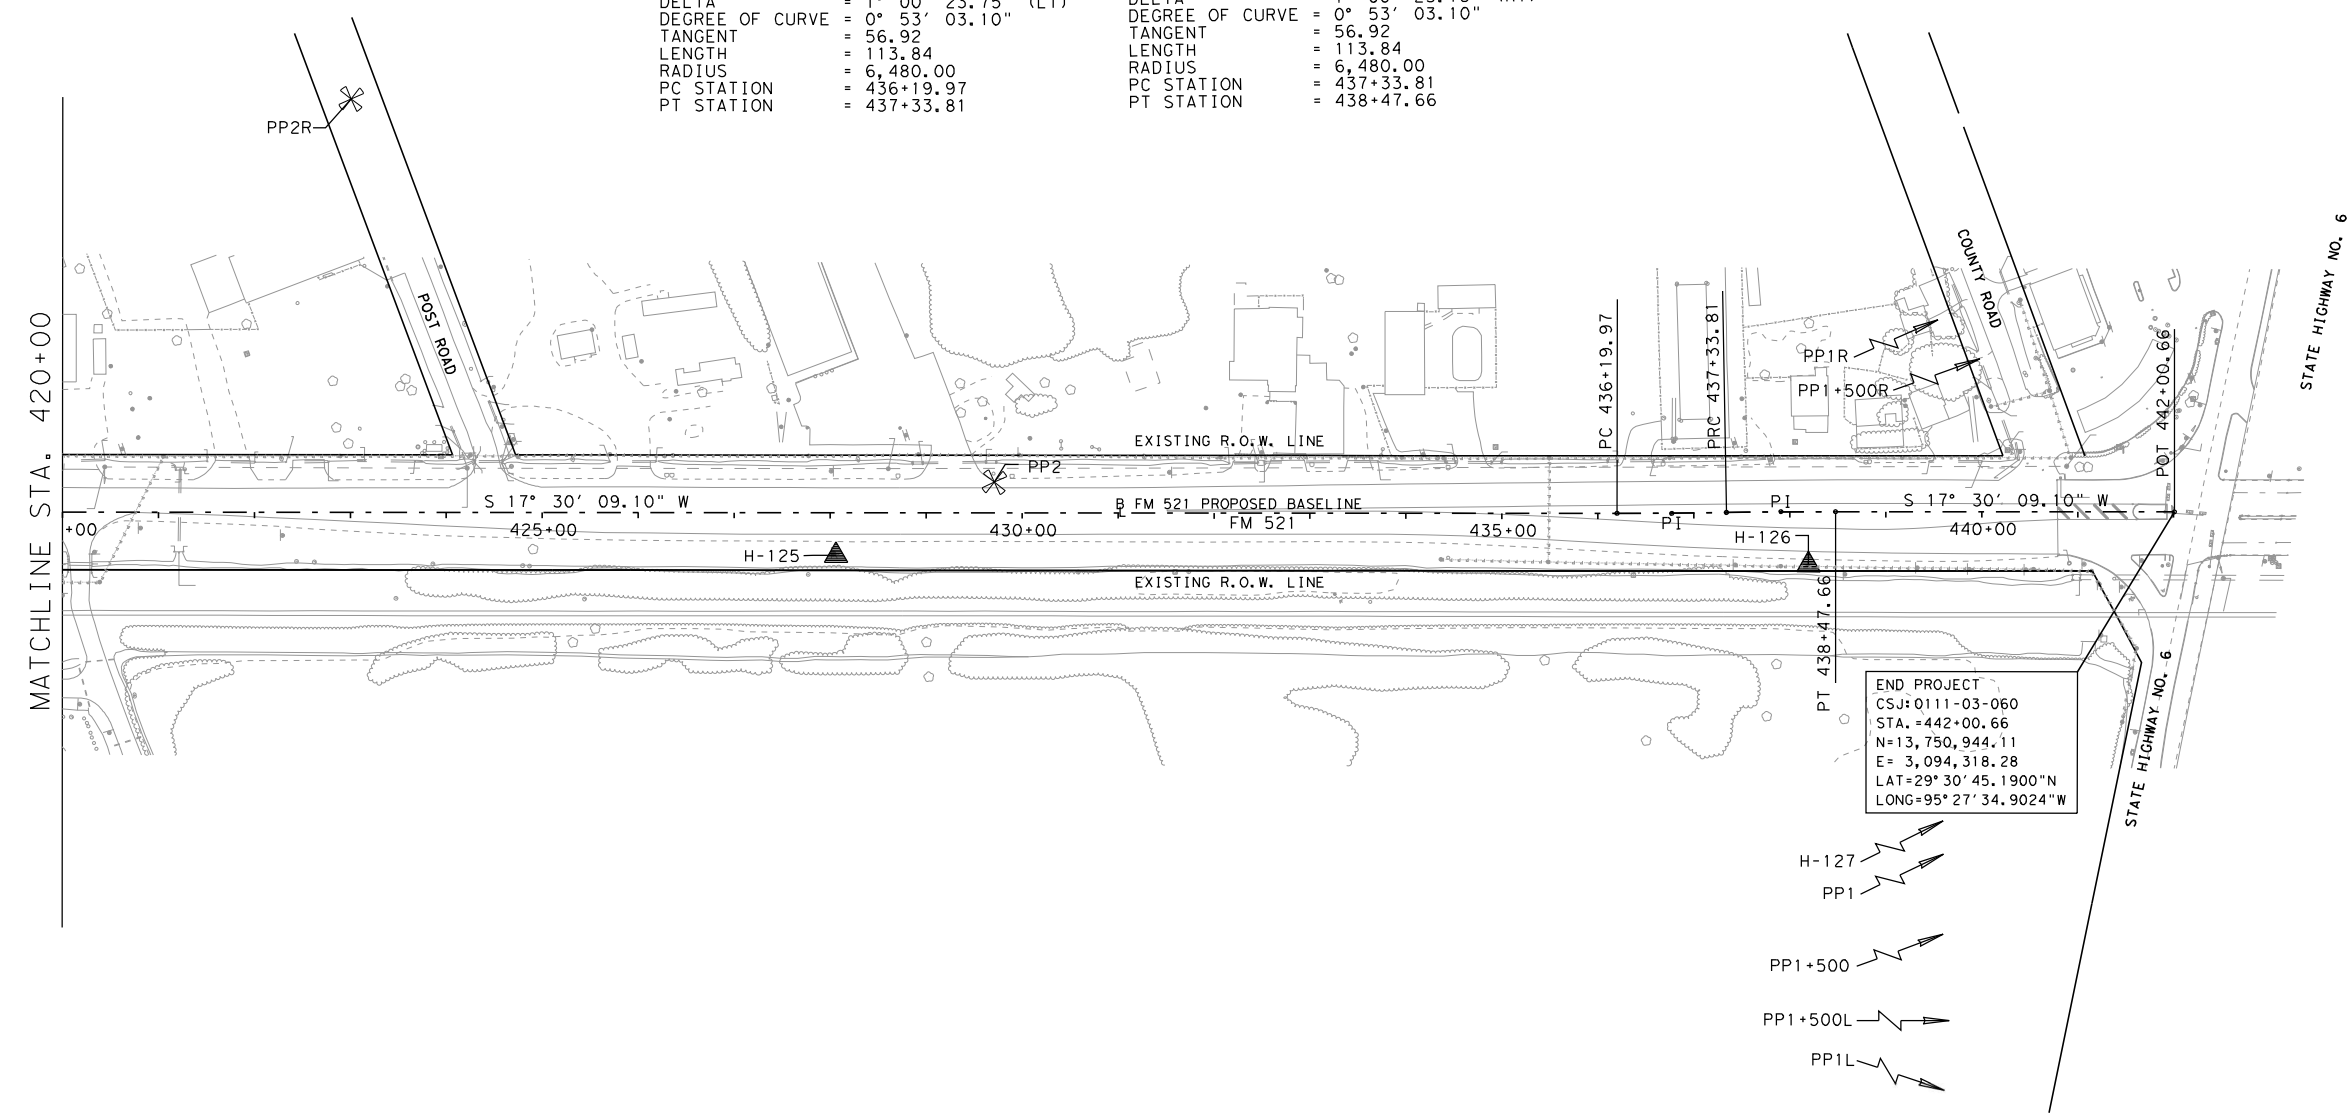 DEGREE OF CURVE = 0° 53' 03.10"
TANGENT = 56.92
LENGTH = 113.84
RADIUS = 6,480.00
PC STATION = 436+19.97
PT STATION = 437+33.81
DELTA = 1° 00' 23.75" (LT)
DEGREE OF CURVE = 0° 53' 03.10"
TANGENT = 56.92
LENGTH = 113.84
RADIUS = 6,480.00
PC STATION = 437+33.81
PT STATION = 438+47.66
PP2R
MATCHLINE STA. 420+00
POST ROAD
COUNTY ROAD
STATE HIGHWAY NO. 6
PC 436+19.97
PRC 437+33.81
PP1R
PP1+500R
POT 442+00.66
EXISTING R.O.W. LINE
PP2
S 17° 30' 09.10" W
B FM 521 PROPOSED BASELINE
PI
PI
S 17° 30' 09.10" W
+00
425+00
430+00
FM 521
435+00
440+00
H-125
H-126
EXISTING R.O.W. LINE
PT 438+47.66
END PROJECT
CSJ:0111-03-060
STA.=442+00.66
N=13,750,944.11
E= 3,094,318.28
LAT=29°30'45.1900"N
LONG=95°27'34.9024"W
STATE HIGHWAY NO. 6
H-127
PP1
PP1+500
PP1+500L
PP1L